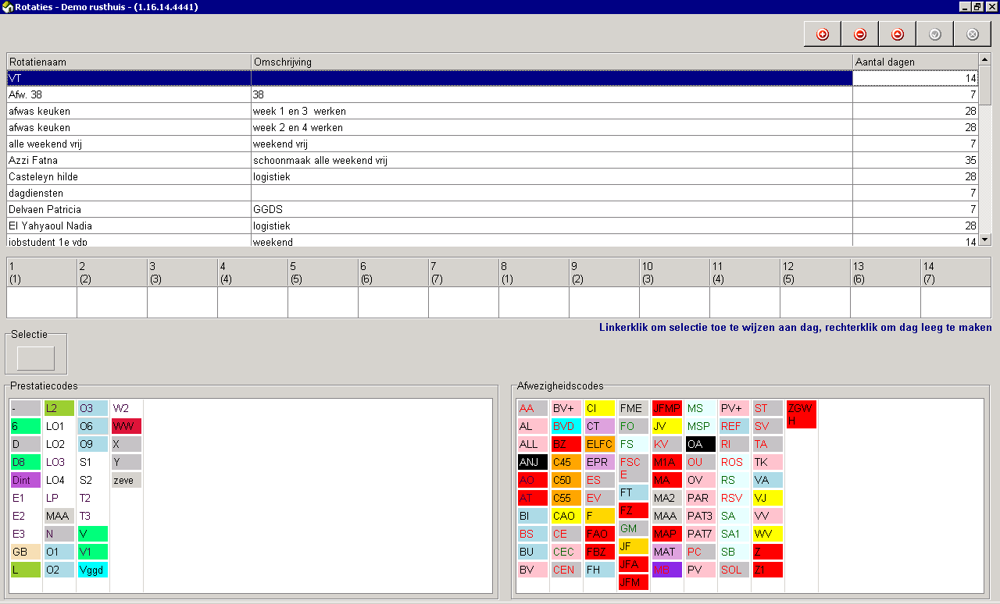 Rotaties - Demo rusthuis - (1.16.14.4441)
Rotatienaam Omschrijving Aantal dagen
VT 14
Afw. 38 38 7
afwas keuken week 1 en 3  werken 28
afwas keuken week 2 en 4 werken 28
alle weekend vrij weekend vrij 7
Azzi Fatna schoonmaak alle weekend vrij 35
Casteleyn hilde logistiek 28
dagdiensten 7
Delvaen Patricia GGDS 7
El Yahyaoul Nadia logistiek 28
jobstudent 1e vdp weekend 14
1 2 3 4 5 6 7 8 9 10 11 12 13 14
(1) (2) (3) (4) (5) (6) (7) (1) (2) (3) (4) (5) (6) (7)
Linkerklik om selectie toe te wijzen aan dag, rechterklik om dag leeg te maken
Selectie
Prestatiecodes
- L2 O3 W2
6 LO1 O6 WW
D LO2 O9 X
D8 LO3 S1 Y
Dint LO4 S2 zeve
E1 LP T2
E2 MAA T3
E3 N V
GB O1 V1
L O2 Vggd
Afwezigheidscodes
AA BV+ CI FME JFMP MS PV+ ST ZGW
H
AL BVD CT FO JV MSP REF SV
ALL BZ ELFC FS KV OA RI TA
ANJ C45 EPR FSC M1A OU ROS TK
E
AO C50 ES FT MA OV RS VA
AT C55 EV FZ MA2 PAR RSV VJ
BI CAO F GM MAA PAT3 SA VV
BS CE FAO JF MAP PAT7 SA1 WV
BU CEC FBZ JFA MAT PC SB Z
BV CEN FH JFM MB PV SOL Z1